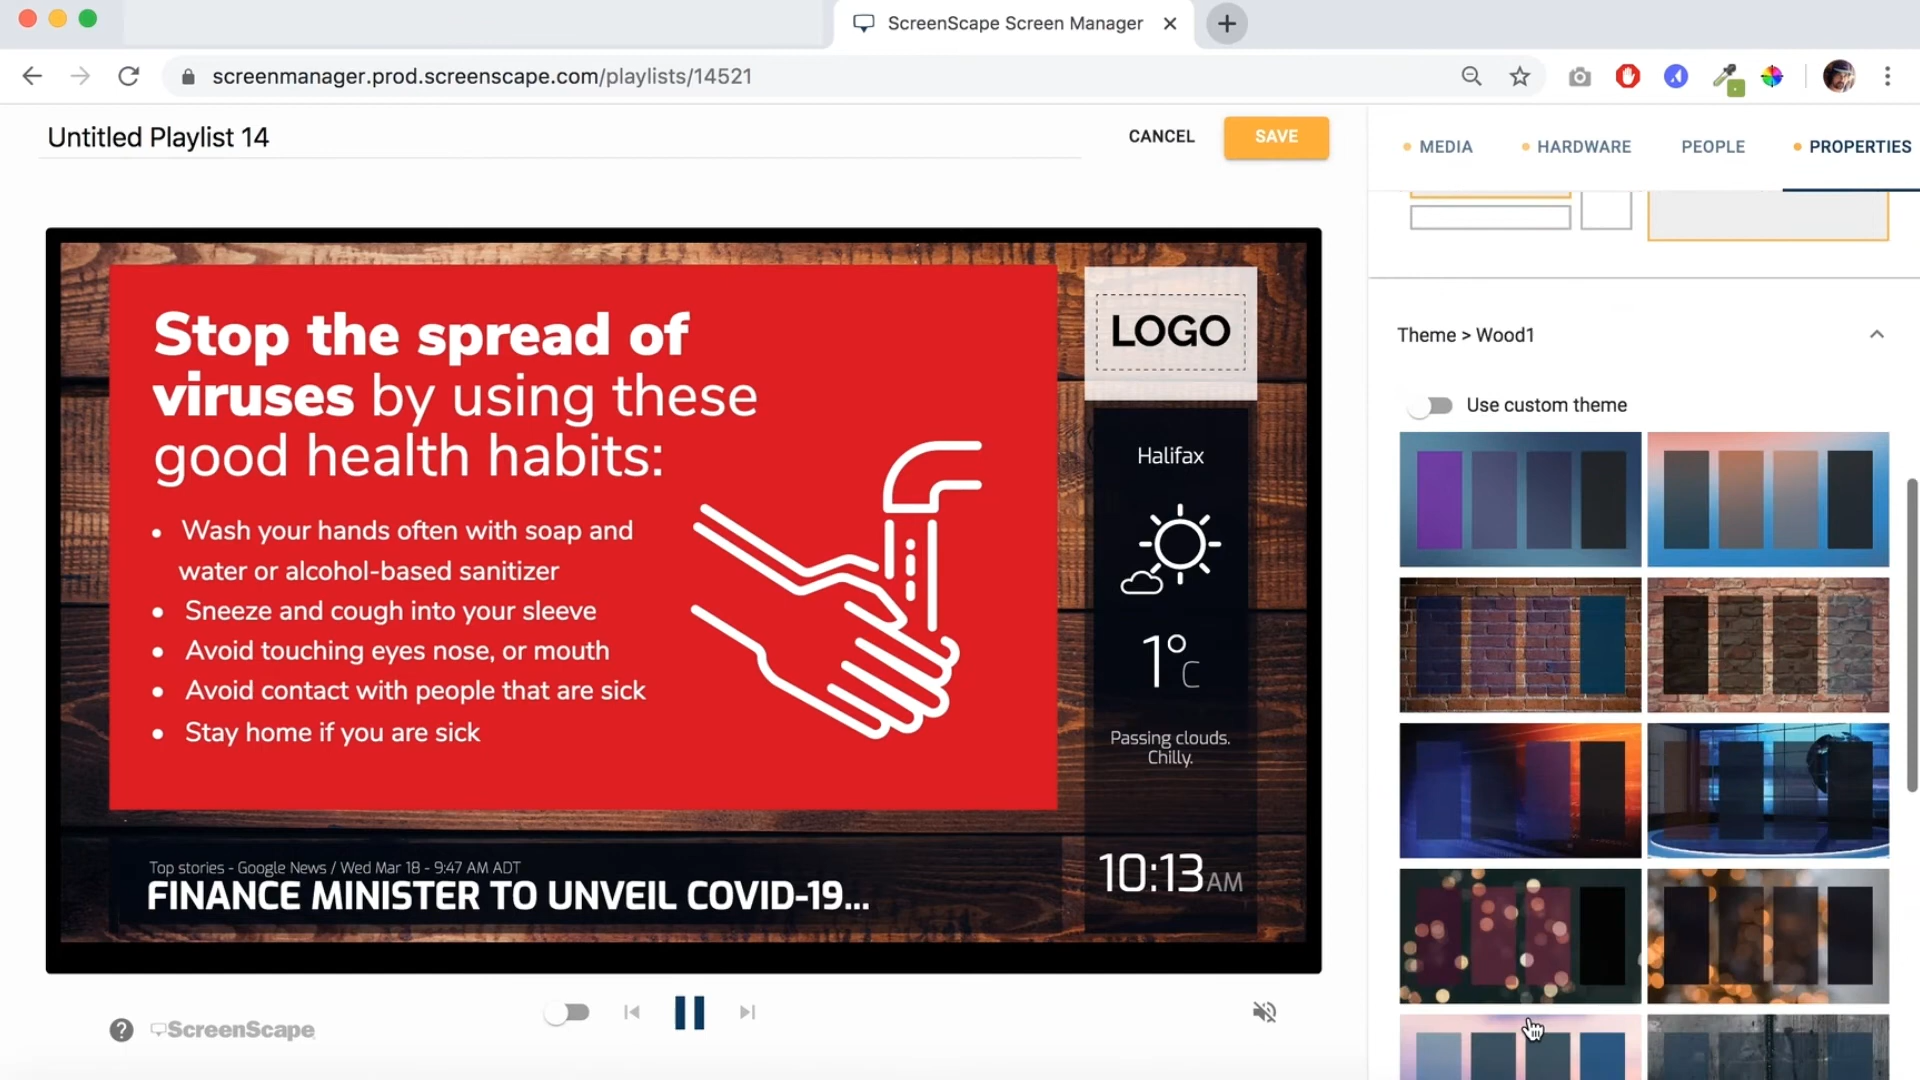 ScreenScape Screen Manager
screenmanager.prod.screenscape.com/playlists/14521
Untitled Playlist 14
CANCEL
SAVE
MEDIA
HARDWARE
PEOPLE
PROPERTIES
Stop the spread of
viruses by using these
good health habits:
• Wash your hands often with soap and
water or alcohol-based sanitizer
• Sneeze and cough into your sleeve
• Avoid touching eyes nose, or mouth
• Avoid contact with people that are sick
• Stay home if you are sick
LOGO
Halifax
1°C
Passing clouds.
Chilly.
10:13AM
Top stories - Google News / Wed Mar 18 - 9:47 AM ADT
FINANCE MINISTER TO UNVEIL COVID-19...
Theme > Wood1
Use custom theme
ScreenScape